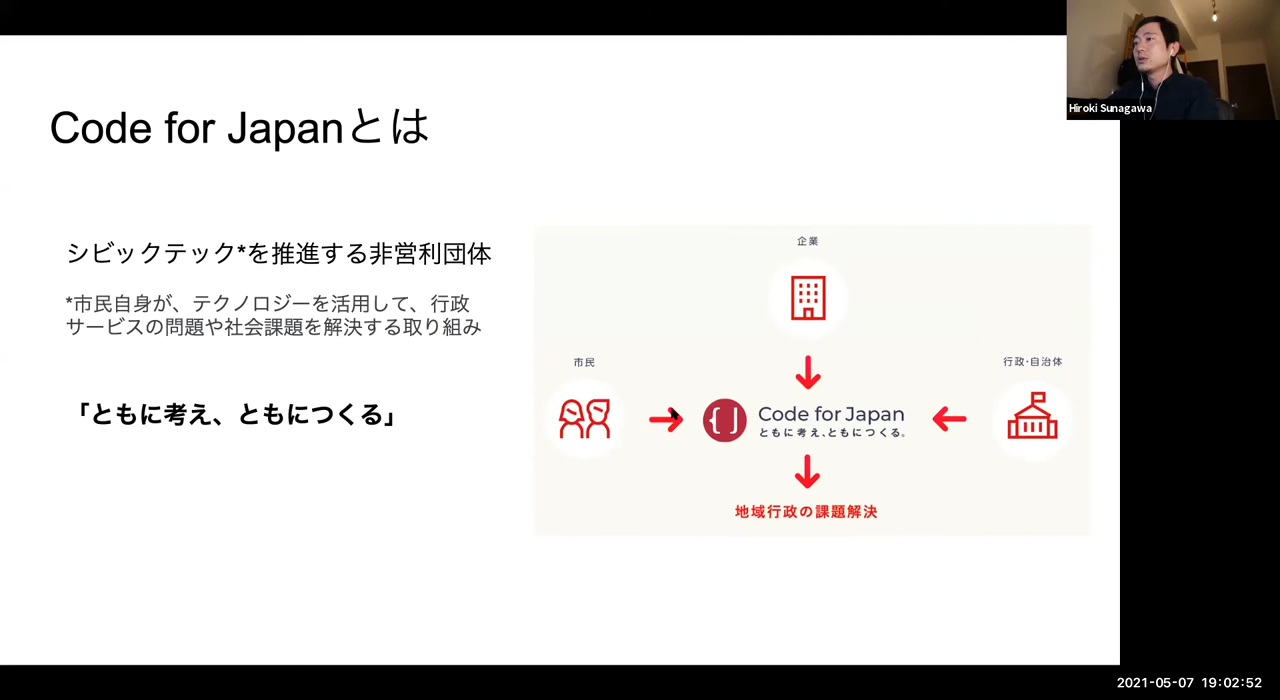 Hiroki Sunagawa
Code for Japanとは
シビックテック*を推進する非営利団体
*市民自身が、テクノロジーを活用して、行政
サービスの問題や社会課題を解決する取り組み
「ともに考え、ともにつくる」
企業
市民
行政・自治体
Code for Japan
ともに考え、ともにつくる。
地域行政の課題解決
2021-05-07 19:02:52